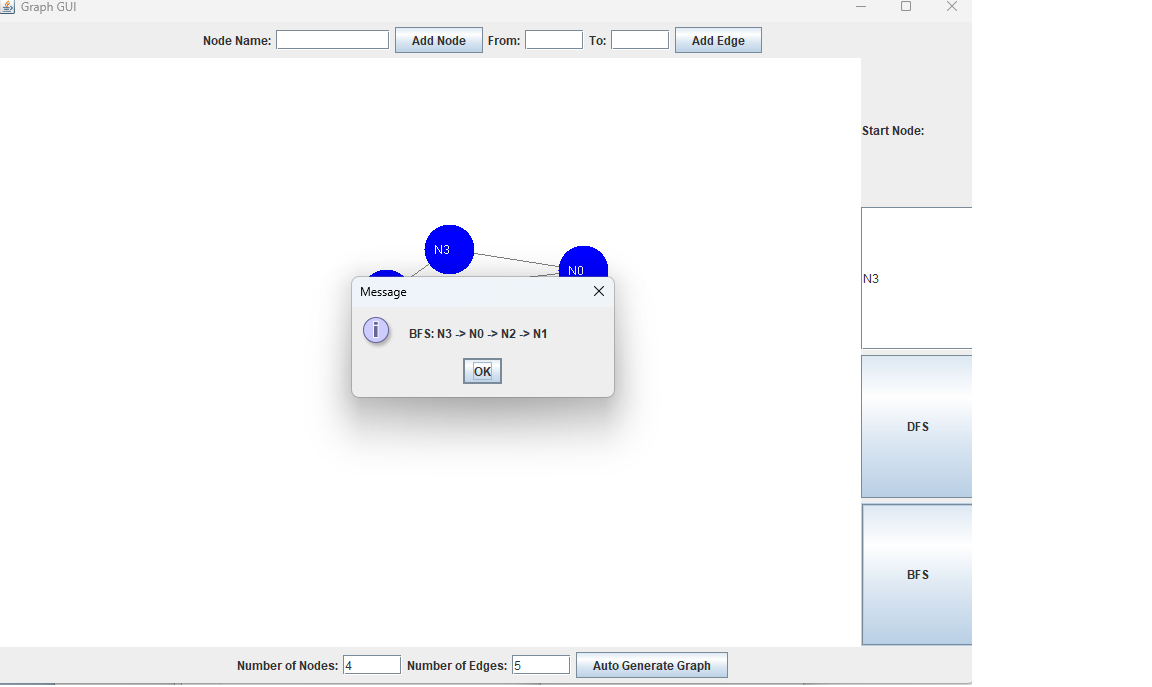 Graph GUI
Node Name: Add Node From: To: Add Edge
Start Node:
N3
N0
N3
Message
BFS: N3 -> N0 -> N2 -> N1
OK
DFS
BFS
Number of Nodes: 4 Number of Edges: 5 Auto Generate Graph